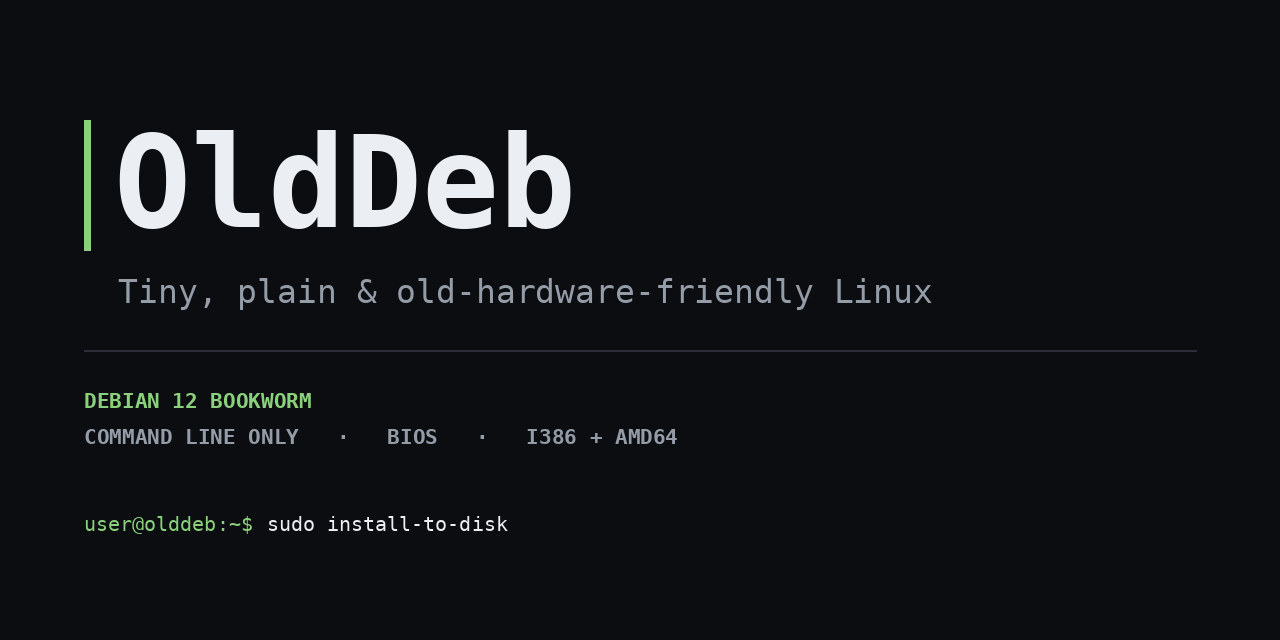 OldDeb
Tiny, plain & old-hardware-friendly Linux
DEBIAN 12 BOOKWORM
COMMAND LINE ONLY · BIOS · I386 + AMD64
user@olddeb:~$ sudo install-to-disk